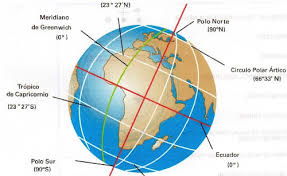 (23° 27'N)
Meridiano
de Greenwich
(0°)
Polo Norte
(90°N)
Círculo Polar Ártico
(66°33' N)
Trópico
de Capricornio
(23° 27'S)
Ecuador
(0°)
Polo Sur
(90°S)